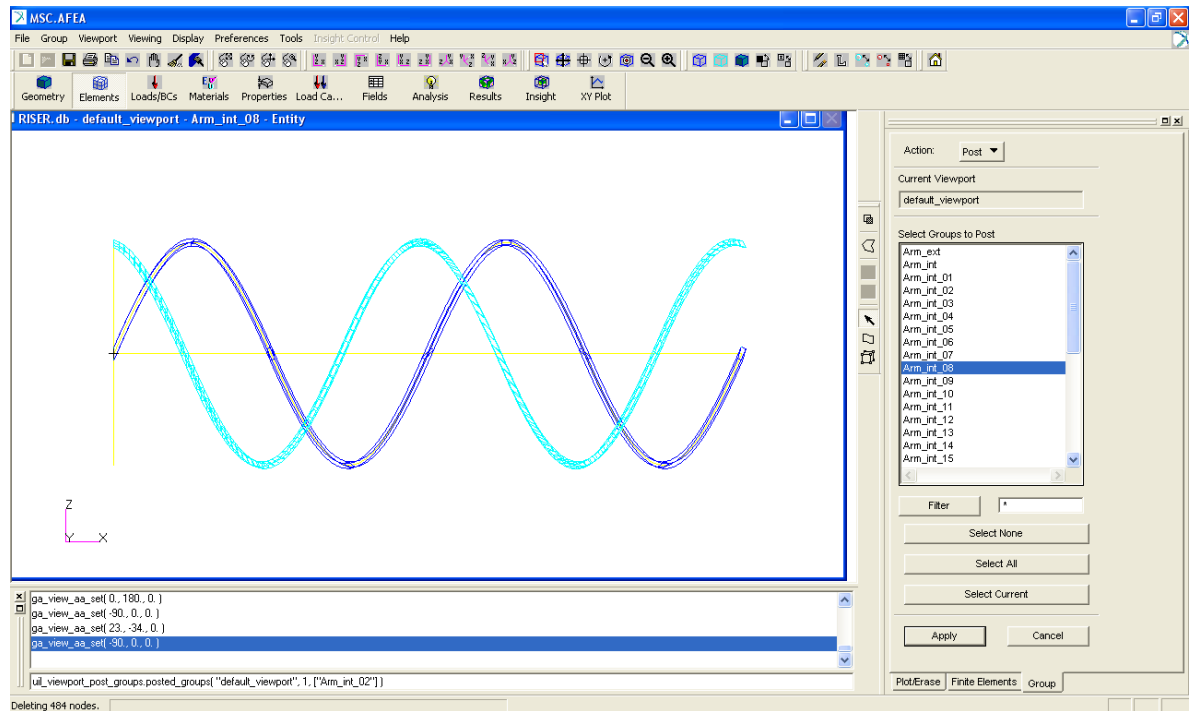 MSC.AFEA
File Group Viewport Viewing Display Preferences Tools Insight Control Help
Geometry Elements Loads/BCs Materials Properties Load Ca... Fields Analysis Results Insight XY Plot
RISER.db - default_viewport - Arm_int_08 - Entity
Z
Y X
Action: Post
Current Viewport
default_viewport
Select Groups to Post
Arm_ext
Arm_int
Arm_int_01
Arm_int_02
Arm_int_03
Arm_int_04
Arm_int_05
Arm_int_06
Arm_int_07
Arm_int_08
Arm_int_09
Arm_int_10
Arm_int_11
Arm_int_12
Arm_int_13
Arm_int_14
Arm_int_15
Filter *
Select None
Select All
Select Current
Apply Cancel
Plot/Erase Finite Elements Group
ga_view_aa_set( 0., 180., 0. )
ga_view_aa_set( -90., 0., 0. )
ga_view_aa_set( 23., -34., 0. )
ga_view_aa_set( -90., 0., 0. )
uil_viewport_post_groups.posted_groups( "default_viewport", 1, ["Arm_int_02"] )
Deleting 484 nodes.